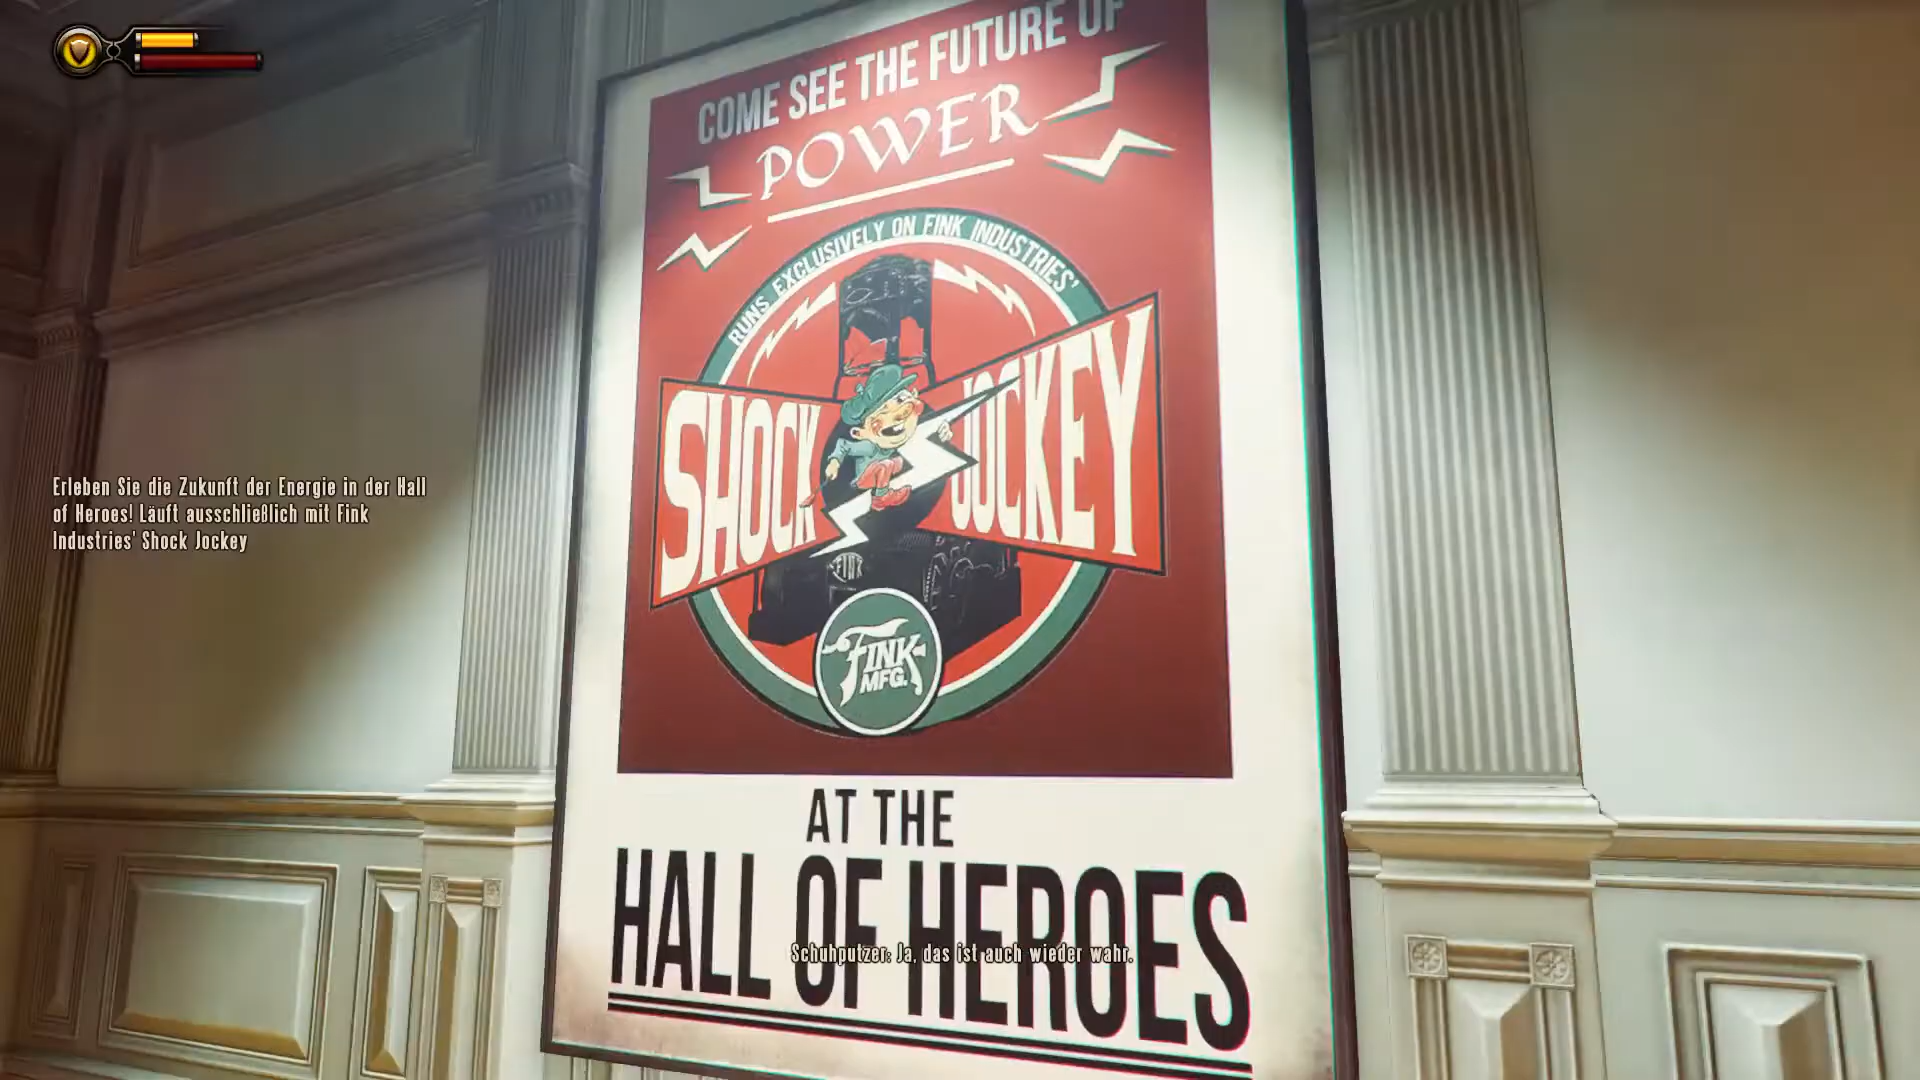 COME SEE THE FUTURE OF
POWER
RUNS EXCLUSIVELY ON FINK INDUSTRIES'
SHOCK JOCKEY
FINK
FINK
MFG.
AT THE
HALL OF HEROES
Erleben Sie die Zukunft der Energie in der Hall
of Heroes! Läuft ausschließlich mit Fink
Industries' Shock Jockey
Schuhputzer: Ja, das ist auch wieder wahr.